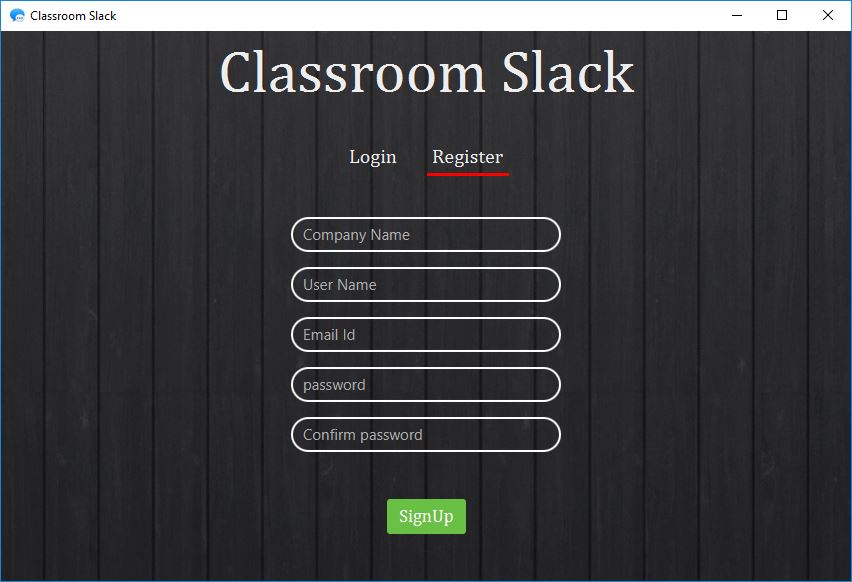 Classroom Slack
Classroom Slack
Login Register
Company Name
User Name
Email Id
password
Confirm password
SignUp